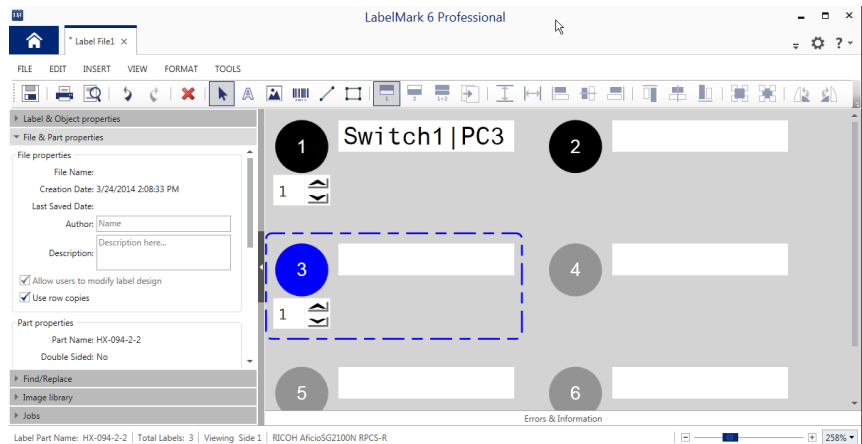 LabelMark 6 Professional
* Label File1 ×
?
FILE EDIT INSERT VIEW FORMAT TOOLS
A 1 2 1+2
Label & Object properties
File & Part properties
File properties
File Name:
Creation Date: 3/24/2014 2:08:33 PM
Last Saved Date:
Author: Name
Description: Description here...
Allow users to modify label design
Use row copies
Part properties
Part Name: HX-094-2-2
Double Sided: No
Find/Replace
Image library
Jobs
1 Switch1|PC3 2
1
3 4
1
5 6
Errors & Information
Label Part Name: HX-094-2-2 | Total Labels: 3 | Viewing Side 1 | RICOH AficioSG2100N RPCS-R 258%